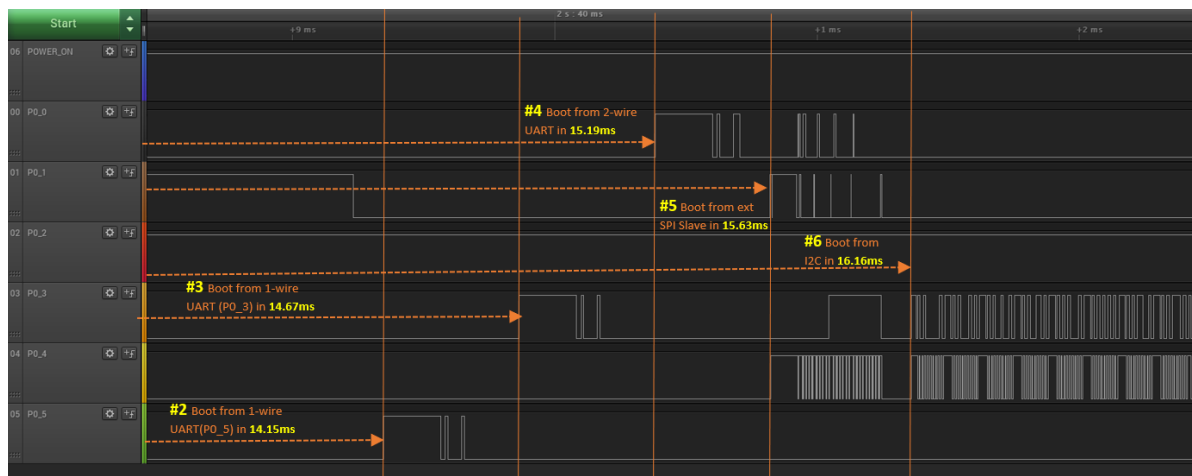 Start
2 s : 40 ms
+9 ms
+1 ms
+2 ms
06 POWER_ON
00 P0_0
#4 Boot from 2-wire
UART in 15.19ms
01 P0_1
#5 Boot from ext
SPI Slave in 15.63ms
02 P0_2
#6 Boot from
I2C in 16.16ms
03 P0_3
#3 Boot from 1-wire
UART (P0_3) in 14.67ms
04 P0_4
05 P0_5
#2 Boot from 1-wire
UART(P0_5) in 14.15ms